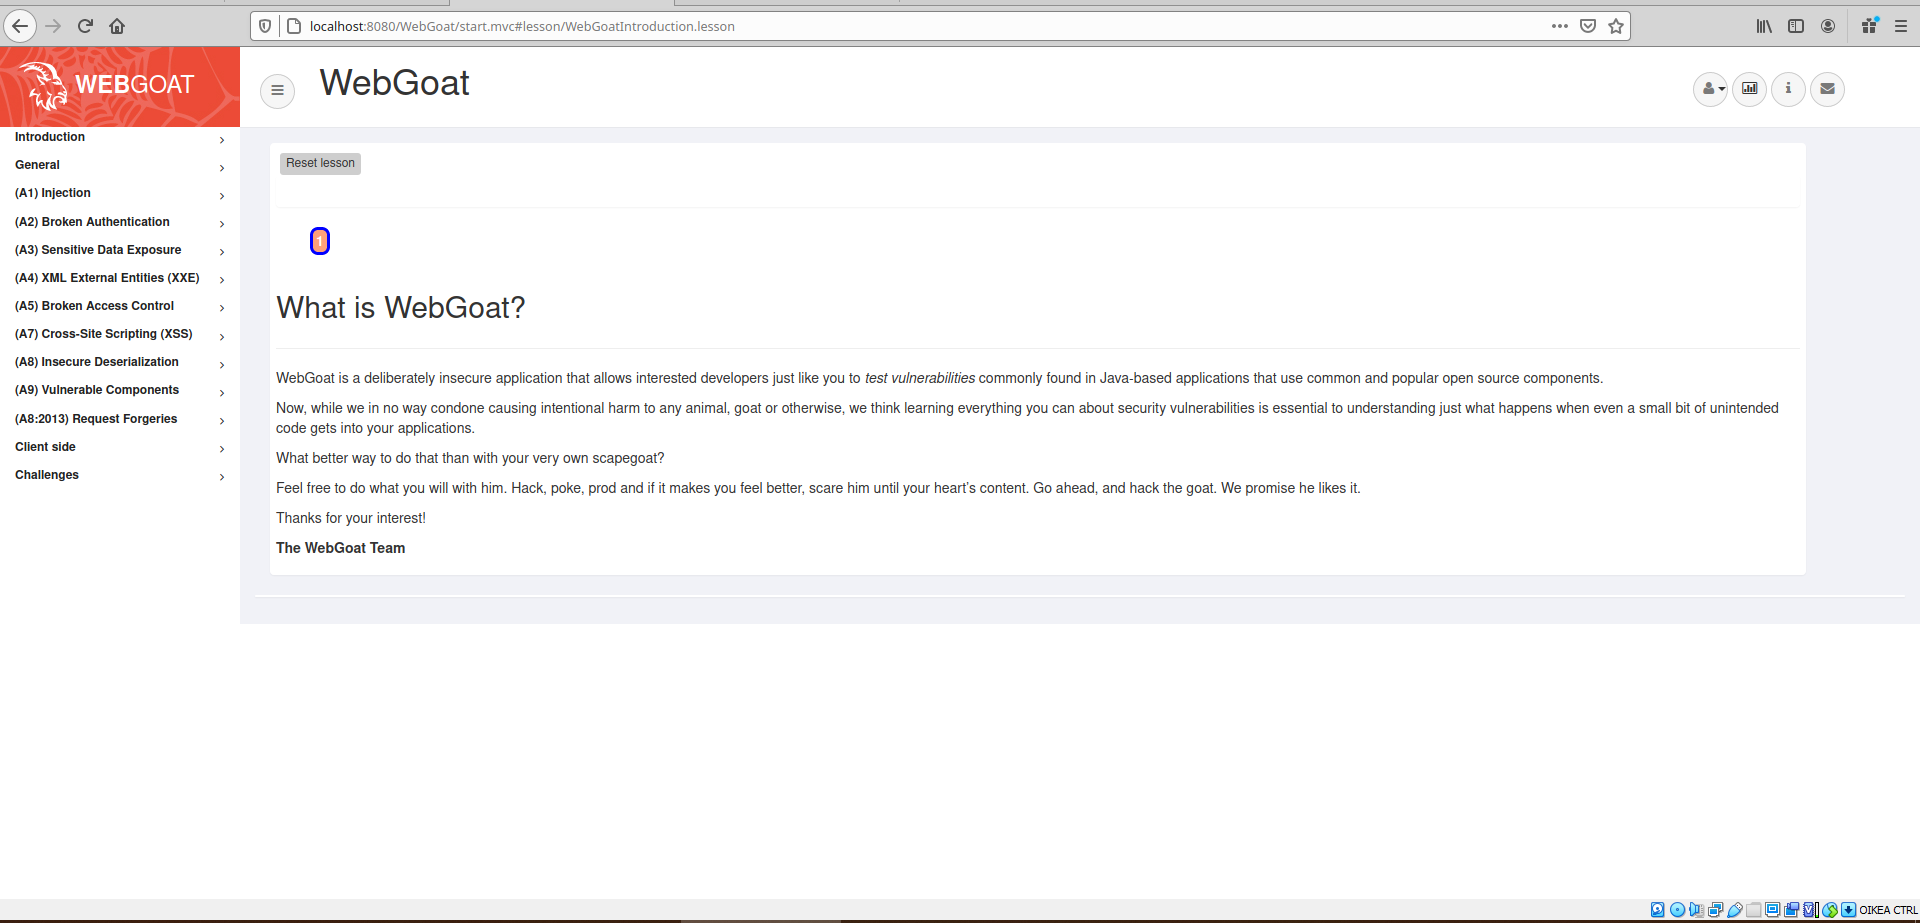 localhost:8080/WebGoat/start.mvc#lesson/WebGoatIntroduction.lesson
WEBGOAT
WebGoat
Introduction
General
(A1) Injection
(A2) Broken Authentication
(A3) Sensitive Data Exposure
(A4) XML External Entities (XXE)
(A5) Broken Access Control
(A7) Cross-Site Scripting (XSS)
(A8) Insecure Deserialization
(A9) Vulnerable Components
(A8:2013) Request Forgeries
Client side
Challenges
Reset lesson
1
What is WebGoat?
WebGoat is a deliberately insecure application that allows interested developers just like you to test vulnerabilities commonly found in Java-based applications that use common and popular open source components.
Now, while we in no way condone causing intentional harm to any animal, goat or otherwise, we think learning everything you can about security vulnerabilities is essential to understanding just what happens when even a small bit of unintended
code gets into your applications.
What better way to do that than with your very own scapegoat?
Feel free to do what you will with him. Hack, poke, prod and if it makes you feel better, scare him until your heart’s content. Go ahead, and hack the goat. We promise he likes it.
Thanks for your interest!
The WebGoat Team
OIKEA CTRL